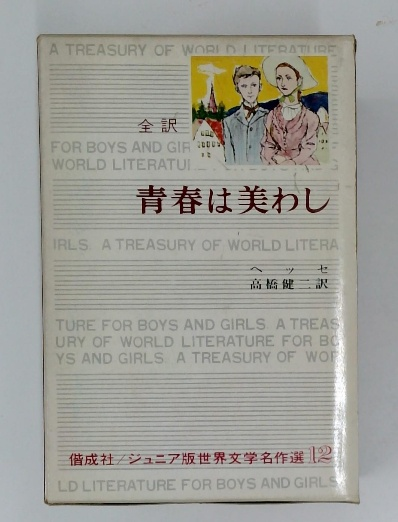 A TREASURY OF WORLD LITERATURE
全訳
FOR BOYS AND GIR
WORLD LITERATU
青春は美わし
IRLS. A TREASURY OF WORLD LITERA
ヘッセ
高橋健二訳
TURE FOR BOYS AND GIRLS. A TREAS
URY OF WORLD LITERATURE FOR BO
YS AND GIRLS. A TREASURY OF WOR
偕成社/ジュニア版世界文学名作選12
LD LITERATURE FOR BOYS AND GIRLS